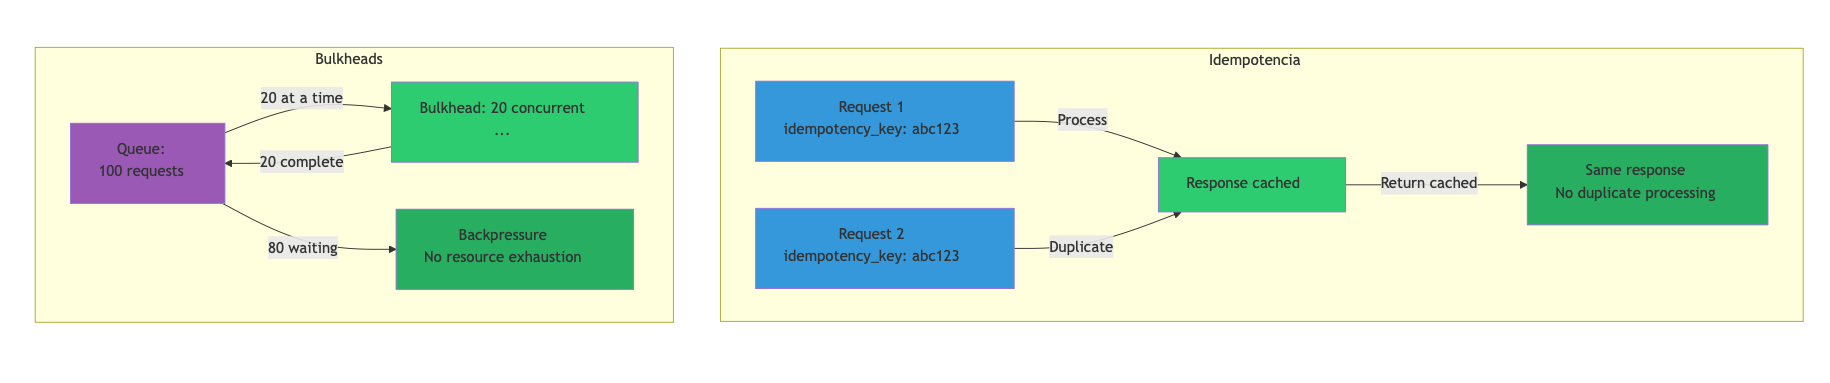 Bulkheads
20 at a time
Bulkhead: 20 concurrent
...
Queue:
100 requests
20 complete
80 waiting
Backpressure
No resource exhaustion
Idempotencia
Request 1
idempotency_key: abc123
Process
Request 2
idempotency_key: abc123
Duplicate
Response cached
Return cached
Same response
No duplicate processing